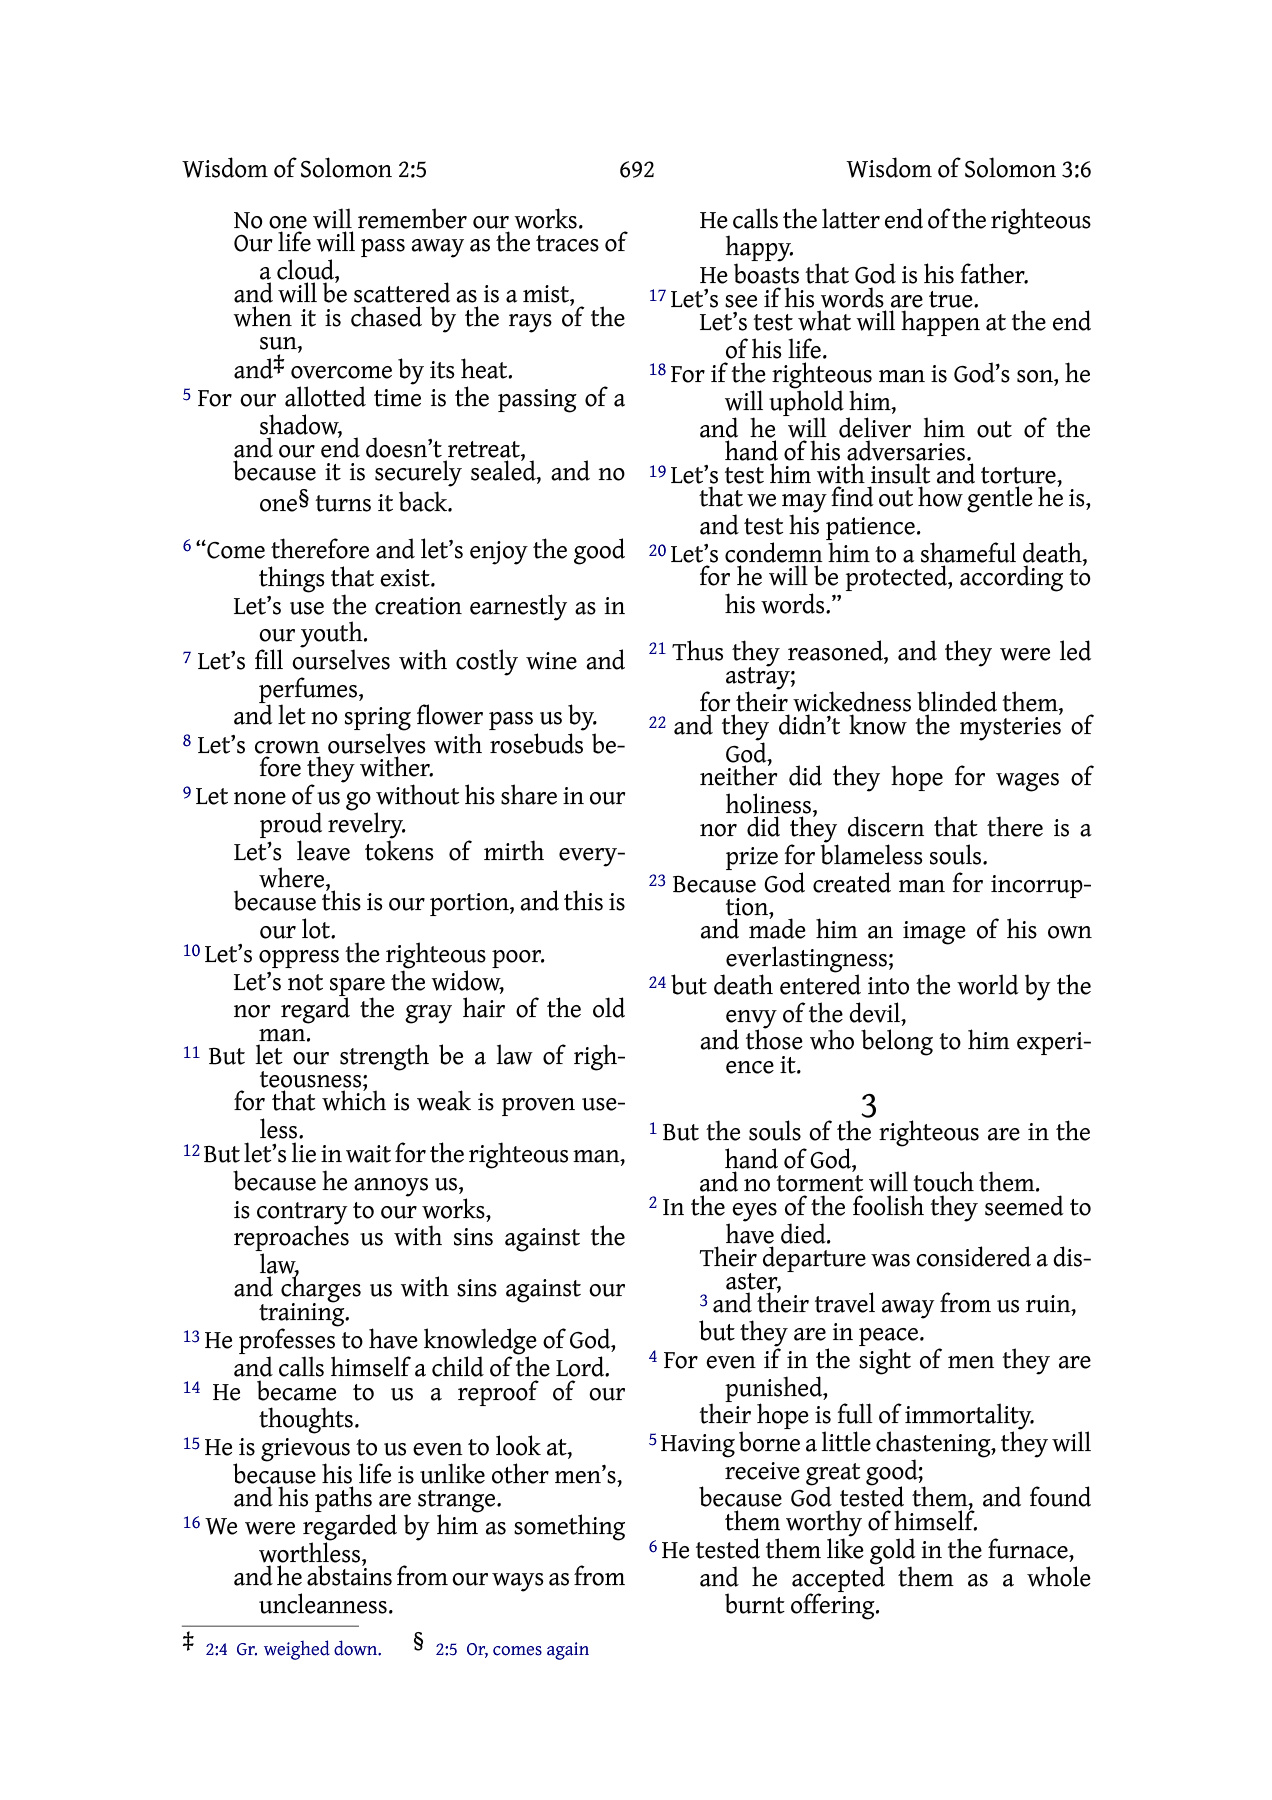 Wisdom of Solomon 2:5 692 Wisdom of Solomon 3:6
No one will remember our works.
Our life will pass away as the traces of
a cloud,
and will be scattered as is a mist,
when it is chased by the rays of the
sun,
and‡ overcome by its heat.
5 For our allotted time is the passing of a
shadow,
and our end doesn’t retreat,
because it is securely sealed, and no
one§ turns it back.
6 “Come therefore and let’s enjoy the good
things that exist.
Let’s use the creation earnestly as in
our youth.
7 Let’s fill ourselves with costly wine and
perfumes,
and let no spring flower pass us by.
8 Let’s crown ourselves with rosebuds be-
fore they wither.
9 Let none of us go without his share in our
proud revelry.
Let’s leave tokens of mirth every-
where,
because this is our portion, and this is
our lot.
10 Let’s oppress the righteous poor.
Let’s not spare the widow,
nor regard the gray hair of the old
man.
11 But let our strength be a law of righ-
teousness;
for that which is weak is proven use-
less.
12 But let’s lie in wait for the righteous man,
because he annoys us,
is contrary to our works,
reproaches us with sins against the
law,
and charges us with sins against our
training.
13 He professes to have knowledge of God,
and calls himself a child of the Lord.
14 He became to us a reproof of our
thoughts.
15 He is grievous to us even to look at,
because his life is unlike other men’s,
and his paths are strange.
16 We were regarded by him as something
worthless,
and he abstains from our ways as from
uncleanness.
He calls the latter end of the righteous
happy.
He boasts that God is his father.
17 Let’s see if his words are true.
Let’s test what will happen at the end
of his life.
18 For if the righteous man is God’s son, he
will uphold him,
and he will deliver him out of the
hand of his adversaries.
19 Let’s test him with insult and torture,
that we may find out how gentle he is,
and test his patience.
20 Let’s condemn him to a shameful death,
for he will be protected, according to
his words.”
21 Thus they reasoned, and they were led
astray;
for their wickedness blinded them,
22 and they didn’t know the mysteries of
God,
neither did they hope for wages of
holiness,
nor did they discern that there is a
prize for blameless souls.
23 Because God created man for incorrup-
tion,
and made him an image of his own
everlastingness;
24 but death entered into the world by the
envy of the devil,
and those who belong to him experi-
ence it.
3
1 But the souls of the righteous are in the
hand of God,
and no torment will touch them.
2 In the eyes of the foolish they seemed to
have died.
Their departure was considered a dis-
aster,
3 and their travel away from us ruin,
but they are in peace.
4 For even if in the sight of men they are
punished,
their hope is full of immortality.
5 Having borne a little chastening, they will
receive great good;
because God tested them, and found
them worthy of himself.
6 He tested them like gold in the furnace,
and he accepted them as a whole
burnt offering.
‡ 2:4 Gr. weighed down. § 2:5 Or, comes again